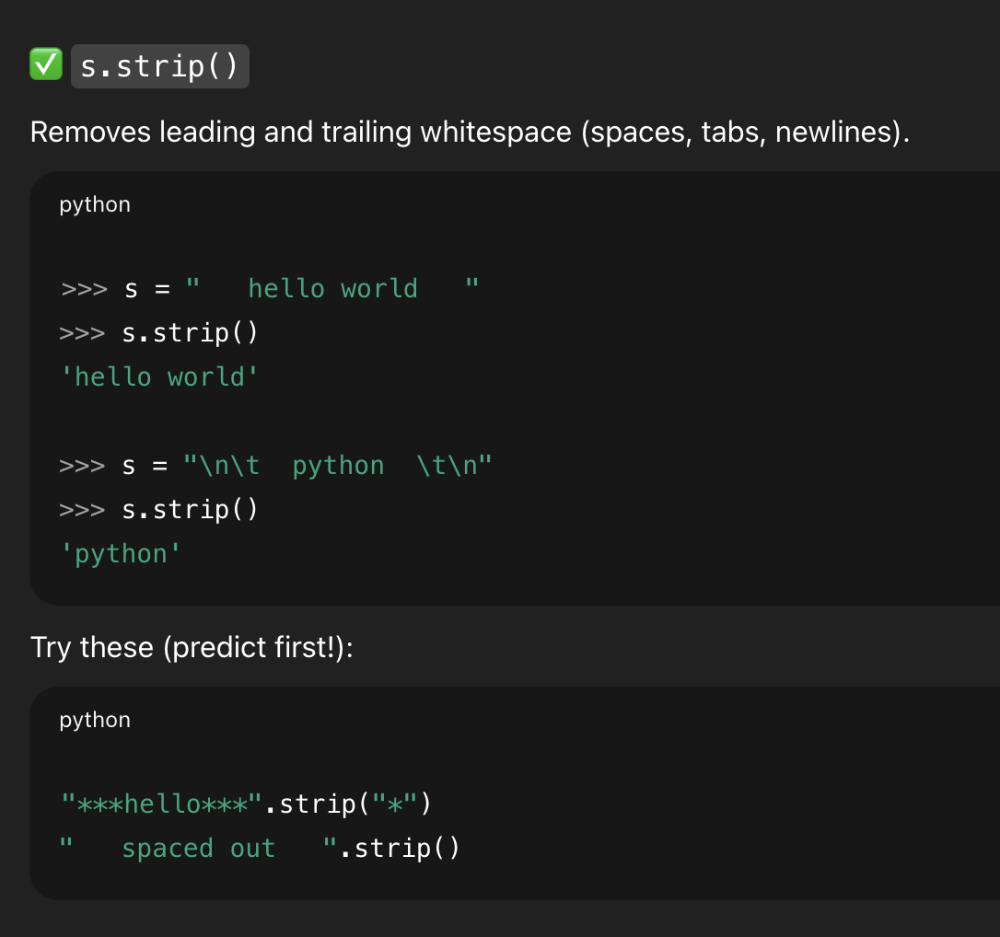 ✅ s.strip()
Removes leading and trailing whitespace (spaces, tabs, newlines).
python
>>> s = "   hello world   "
>>> s.strip()
'hello world'
>>> s = "\n\t  python  \t\n"
>>> s.strip()
'python'
Try these (predict first!):
python
"***hello***".strip("*")
"   spaced out   ".strip()